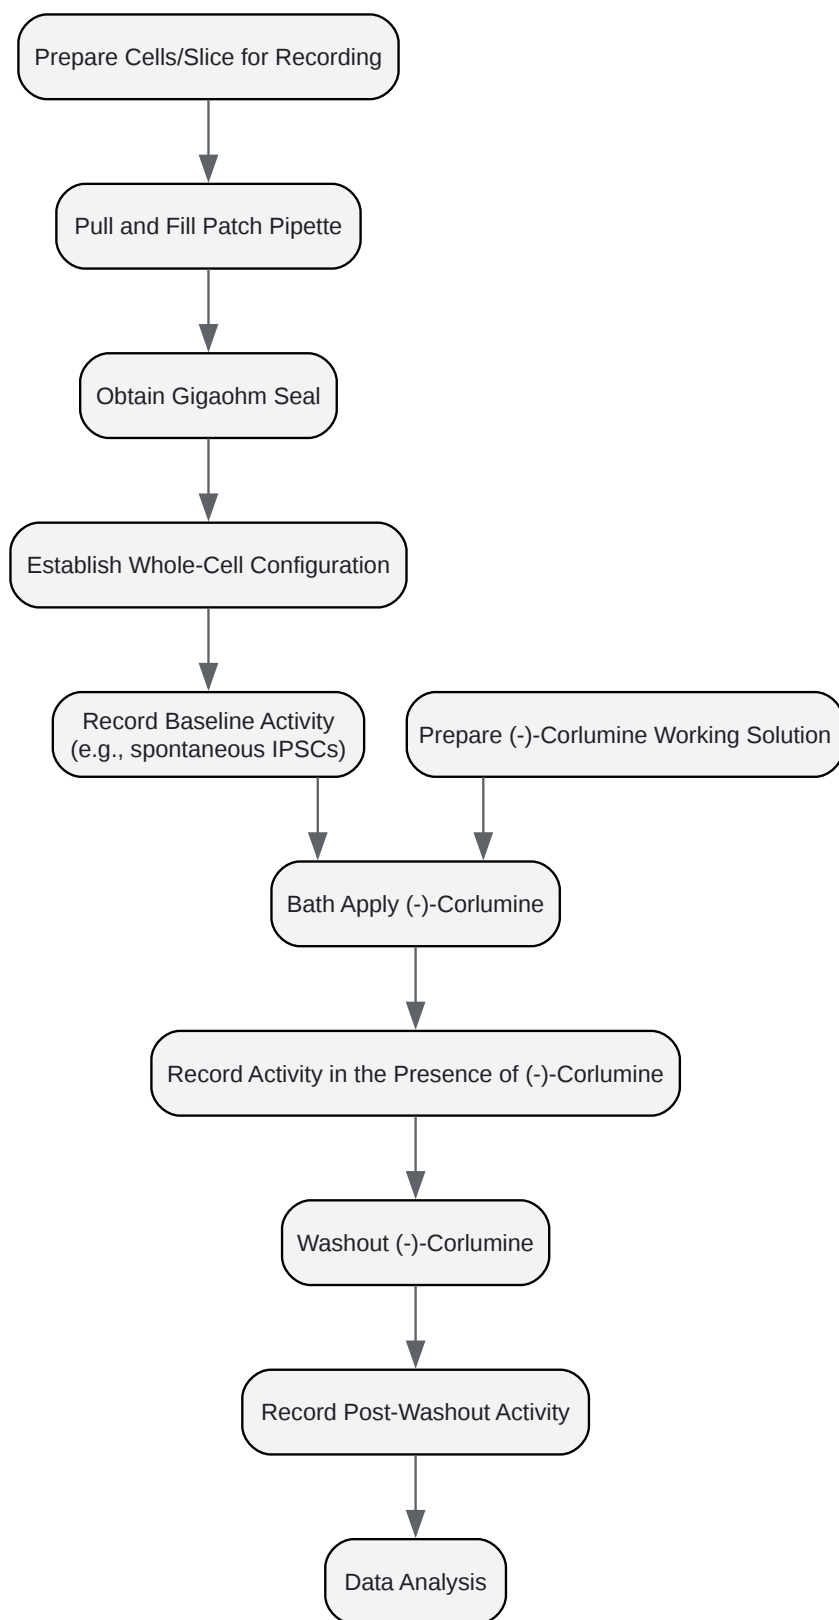 Prepare Cells/Slice for Recording
Pull and Fill Patch Pipette
Obtain Gigaohm Seal
Establish Whole-Cell Configuration
Record Baseline Activity
(e.g., spontaneous IPSCs)
Prepare (-)-Corlumine Working Solution
Bath Apply (-)-Corlumine
Record Activity in the Presence of (-)-Corlumine
Washout (-)-Corlumine
Record Post-Washout Activity
Data Analysis